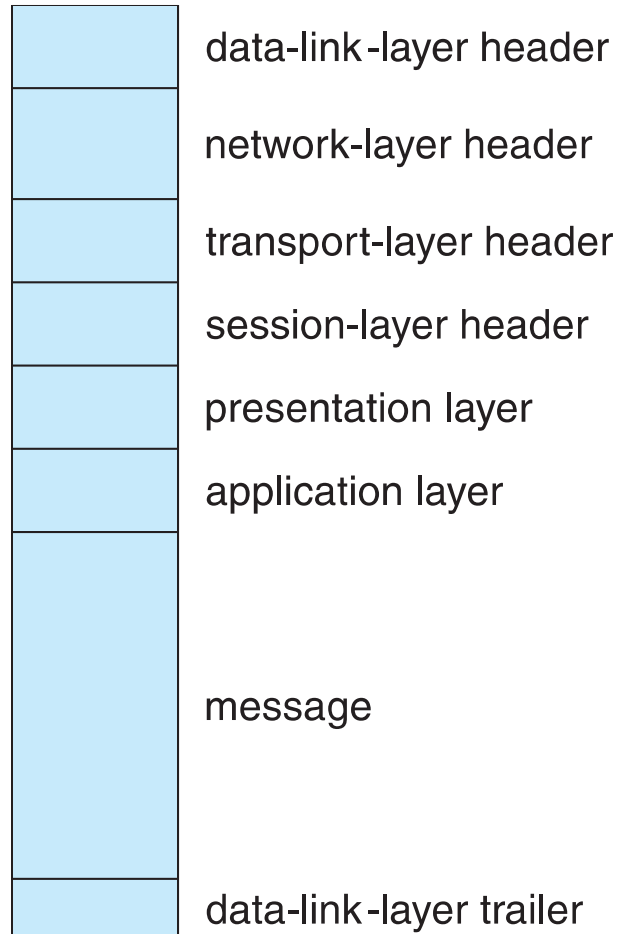 data-link-layer header
network-layer header
transport-layer header
session-layer header
presentation layer
application layer
message
data-link-layer trailer